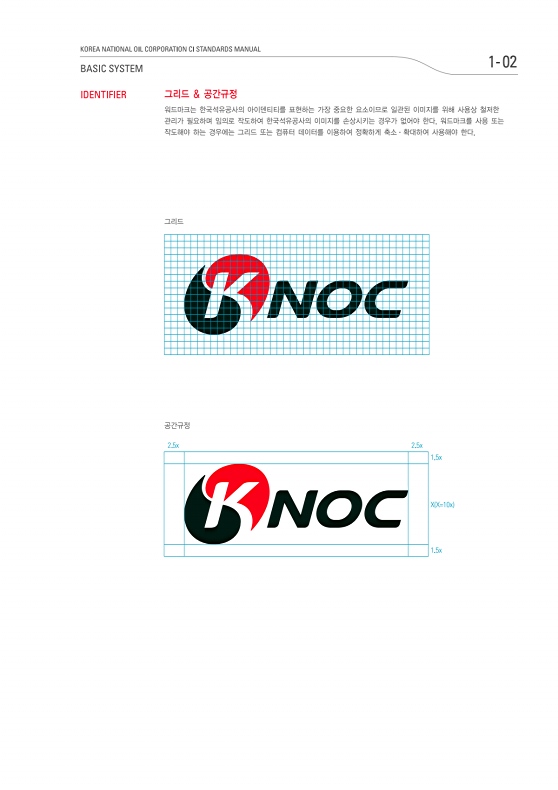 KOREA NATIONAL OIL CORPORATION CI STANDARDS MANUAL
1-02
BASIC SYSTEM
IDENTIFIER
그리드 & 공간규정
워드마크는 한국석유공사의 아이덴티티를 표현하는 가장 중요한 요소이므로 일관된 이미지를 위해 사용상 철저한
관리가 필요하며 임의로 작도하여 한국석유공사의 이미지를 손상시키는 경우가 없어야 한다. 워드마크를 사용 또는
작도해야 하는 경우에는 그리드 또는 컴퓨터 데이터를 이용하여 정확하게 축소·확대하여 사용해야 한다.
그리드
KNOC
공간규정
2.5x
2.5x
1.5x
KNOC
X(X=10x)
1.5x